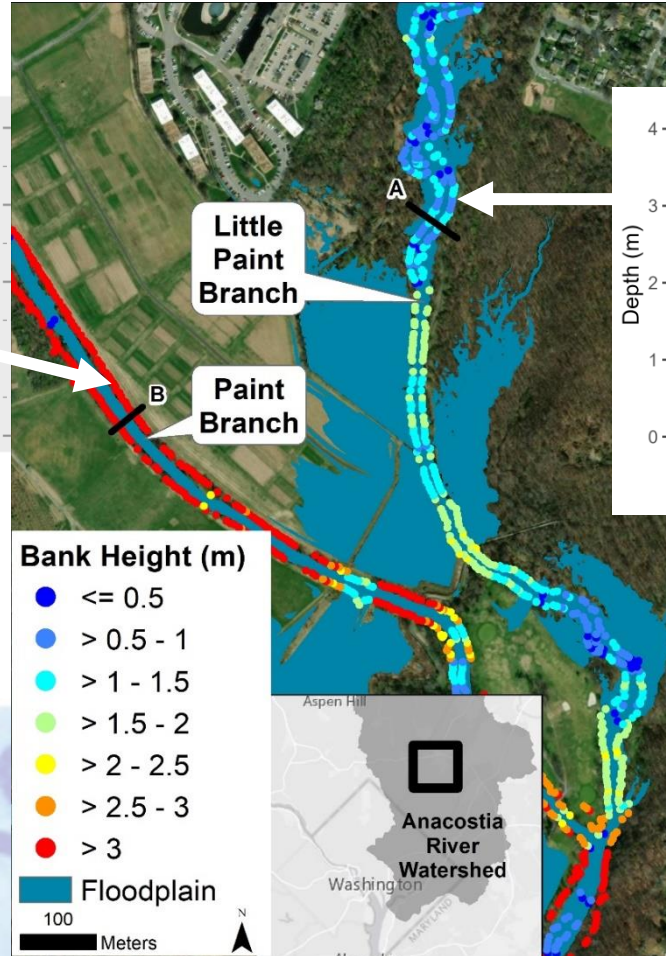 A
Little
Paint
Branch
B
Paint
Branch
4
3
2
1
0
Depth (m)
Bank Height (m)
<= 0.5
> 0.5 - 1
> 1 - 1.5
> 1.5 - 2
> 2 - 2.5
> 2.5 - 3
> 3
Floodplain
100
Meters
N
Aspen Hill
Anacostia
River
Watershed
Washington
MARYLAND